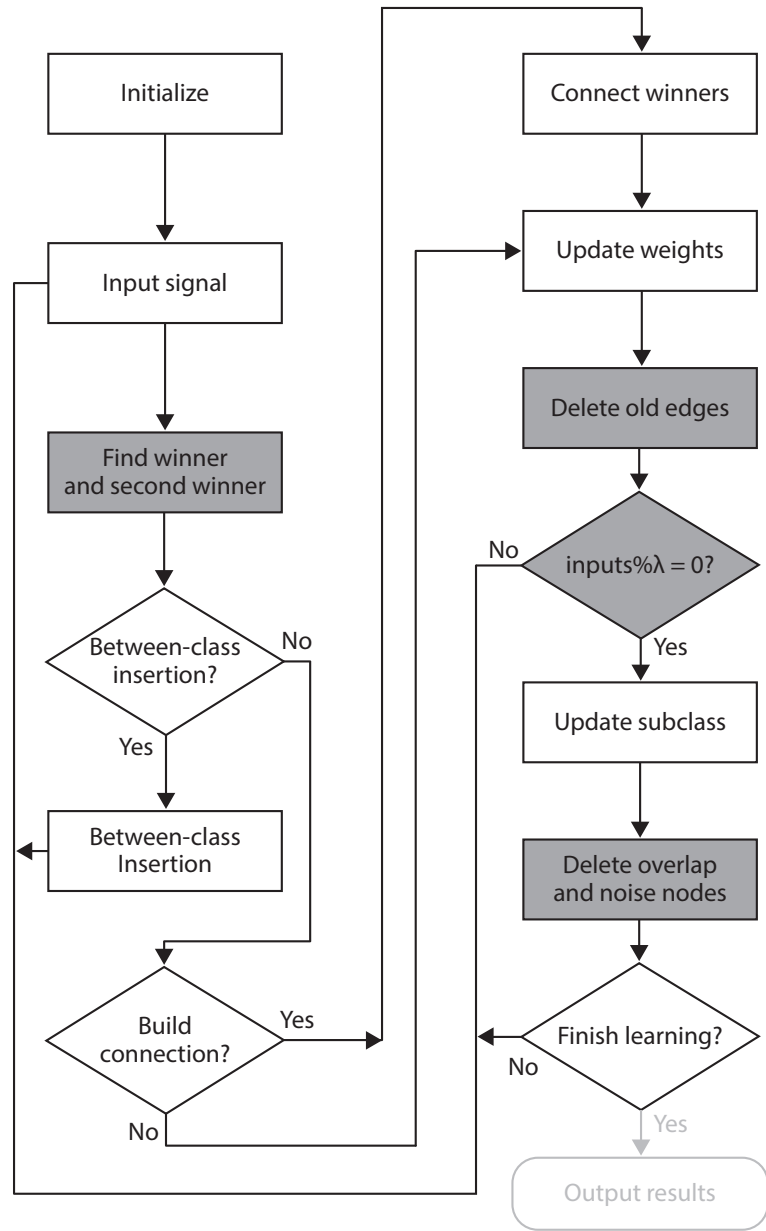 Initialize
Input signal
Find winner
and second winner
Between-class
insertion?
No
Yes
Between-class
Insertion
Build
connection?
Yes
No
Connect winners
Update weights
Delete old edges
inputs%λ = 0?
No
Yes
Update subclass
Delete overlap
and noise nodes
Finish learning?
No
Yes
Output results